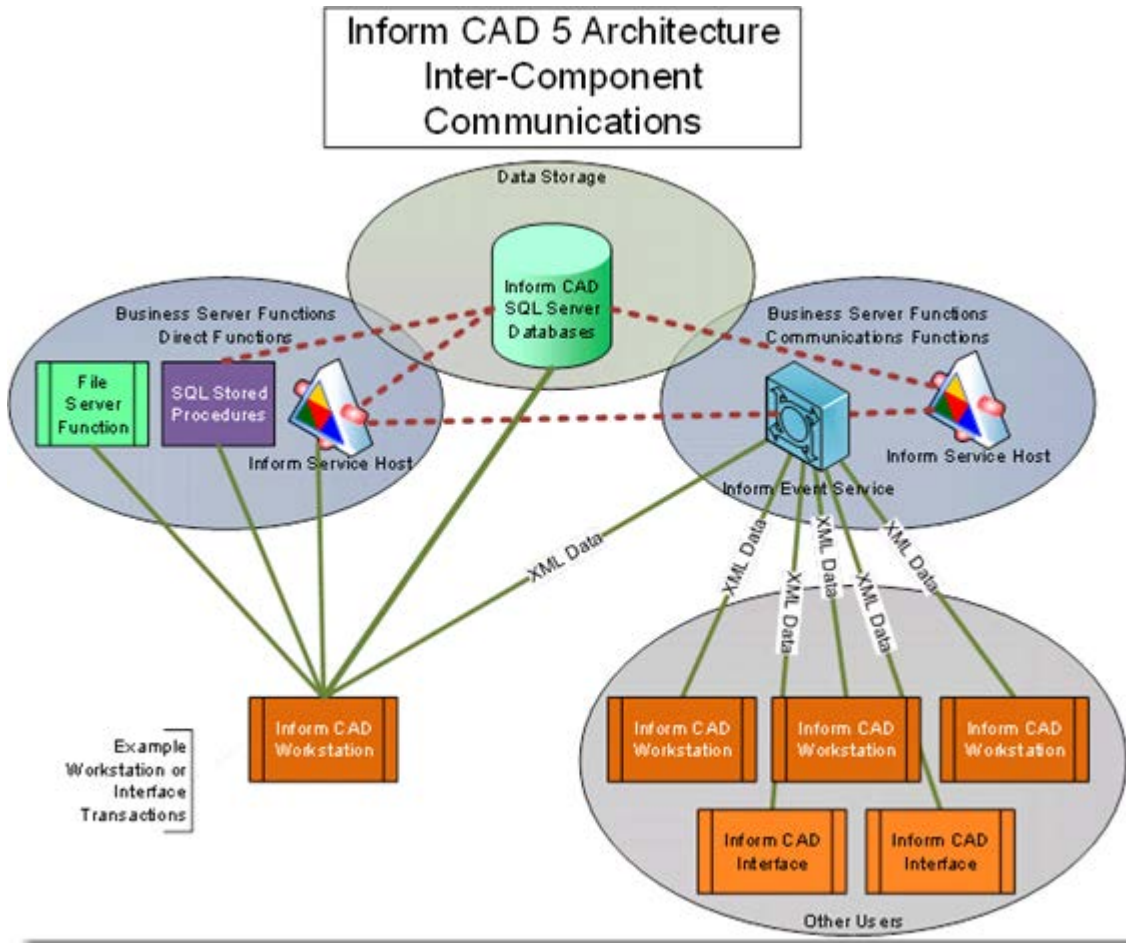 Inform CAD 5 Architecture
Inter-Component
Communications
Data Storage
Inform CAD
SQL Server
Databases
Business Server Functions
Direct Functions
File
Server
Function
SQL Stored
Procedures
Inform Service Host
Business Server Functions
Communications Functions
Inform Service Host
Inform Event Service
XML Data
XML Data
XML Data
XML Data
XML Data
XML Data
Example
Workstation or
Interface
Transactions
Inform CAD
Workstation
Inform CAD
Workstation
Inform CAD
Workstation
Inform CAD
Workstation
Inform CAD
Interface
Inform CAD
Interface
Other Users